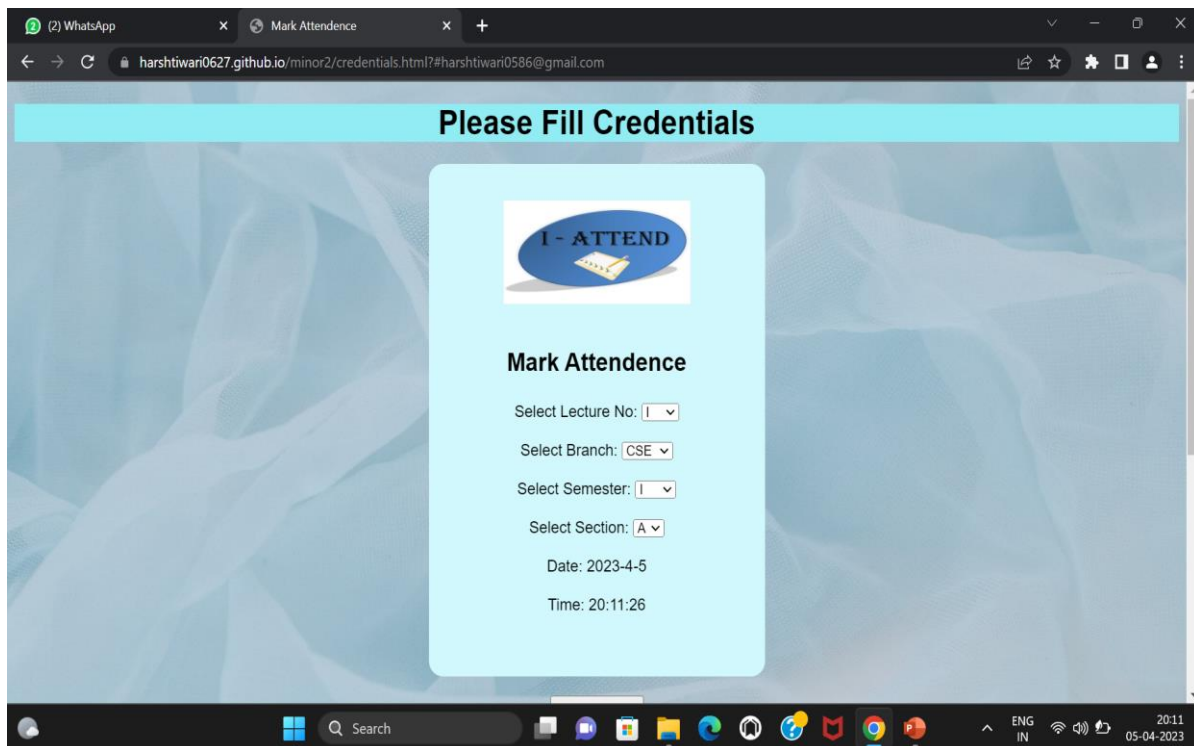 (2) WhatsApp
Mark Attendence
harshtiwari0627.github.io/minor2/credentials.html?#harshtiwari0586@gmail.com
Please Fill Credentials
I - ATTEND
Mark Attendence
Select Lecture No: I
Select Branch: CSE
Select Semester: I
Select Section: A
Date: 2023-4-5
Time: 20:11:26
Search
ENG
IN
20:11
05-04-2023